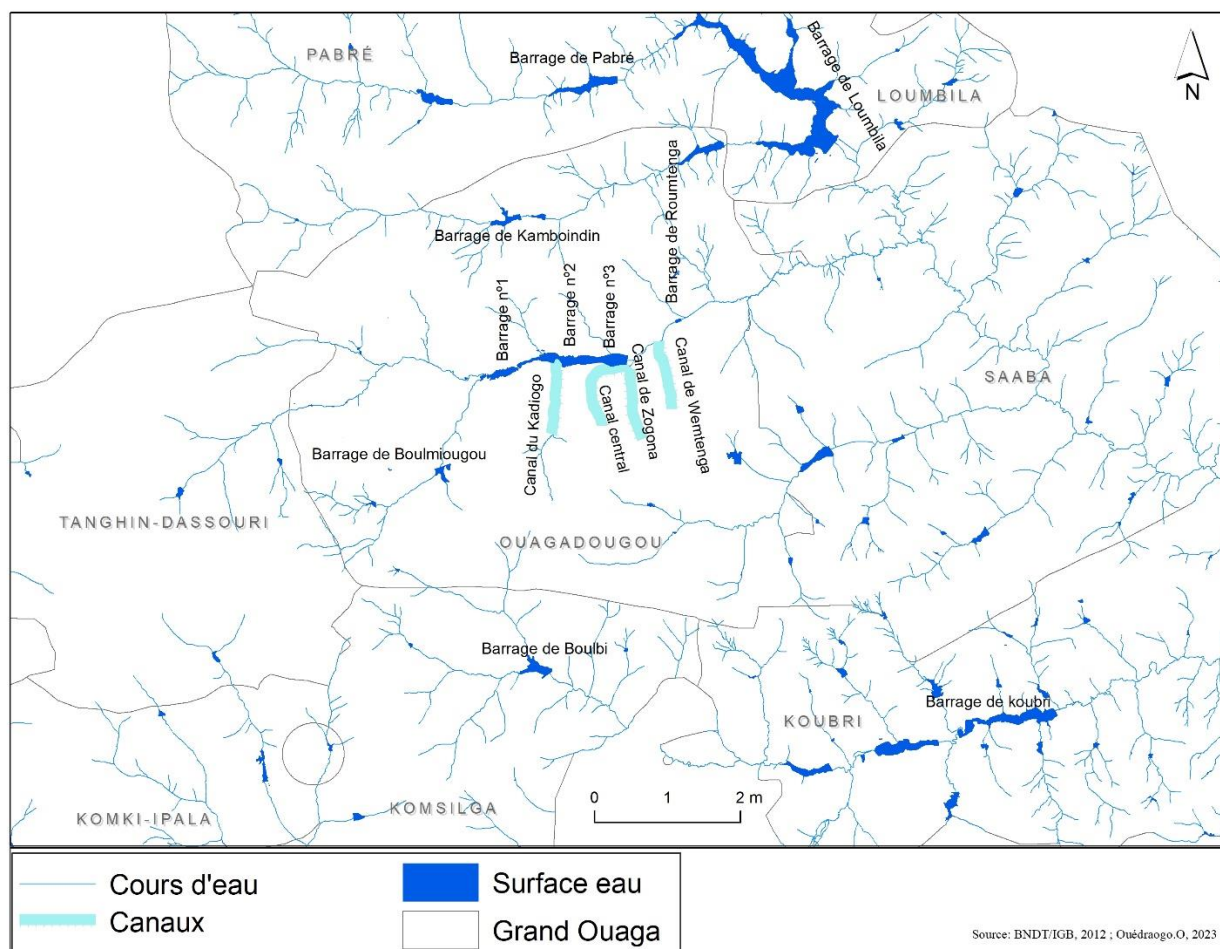 PABRÉ
Barrage de Pabré
Barrage de Loumbila
LOUMBILA
N
Barrage de Roumtenga
Barrage de Kamboindin
Barrage nº1
Barrage nº2
Barrage nº3
Canal du Kadiogo
Canal central
Canal de Zogona
Canal de Wemtenga
SAABA
Barrage de Boulmiougou
TANGHIN-DASSOURI
OUAGADOUGOU
Barrage de Boulbi
Barrage de koubri
KOUBRI
KOMKI-IPALA
KOMSILGA
0 1 2 m
Cours d'eau
Canaux
Surface eau
Grand Ouaga
Source: BNDT/IGB, 2012 ; Ouédraogo.O, 2023